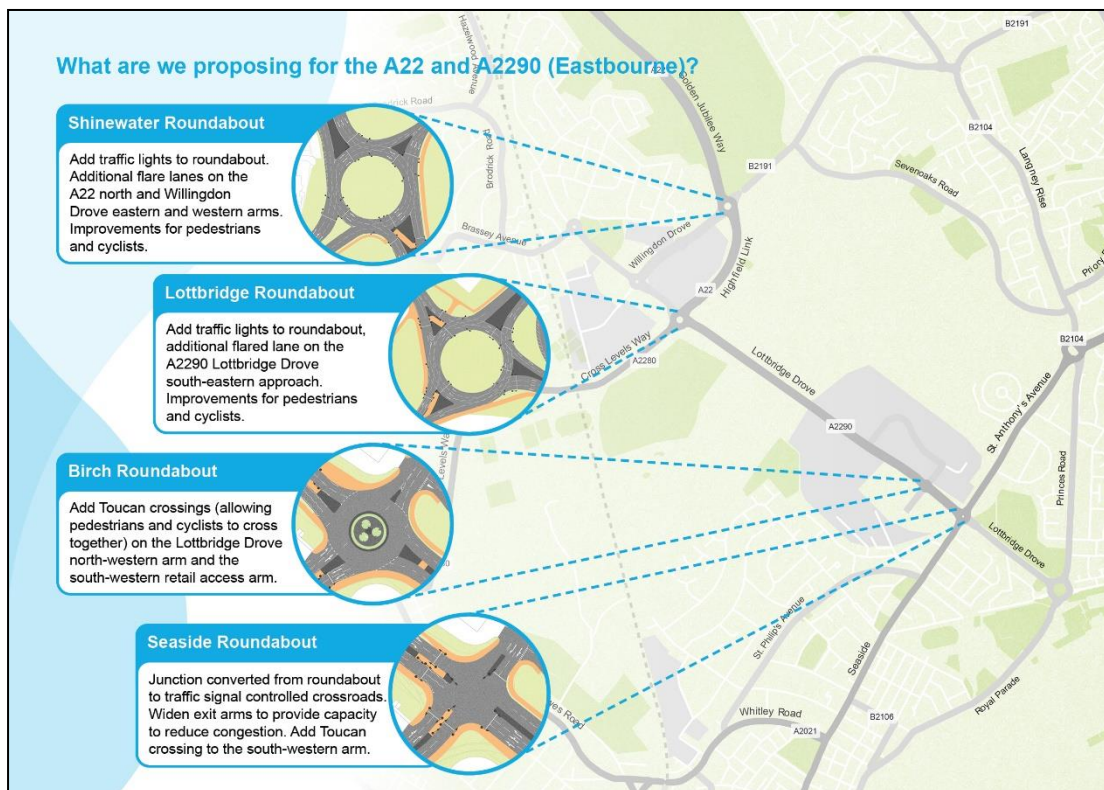 What are we proposing for the A22 and A2290 (Eastbourne)?
Shinewater Roundabout
Add traffic lights to roundabout.
Additional flare lanes on the
A22 north and Willingdon
Drove eastern and western arms.
Improvements for pedestrians
and cyclists.
Lottbridge Roundabout
Add traffic lights to roundabout,
additional flared lane on the
A2290 Lottbridge Drove
south-eastern approach.
Improvements for pedestrians
and cyclists.
Birch Roundabout
Add Toucan crossings (allowing
pedestrians and cyclists to cross
together) on the Lottbridge Drove
north-western arm and the
south-western retail access arm.
Seaside Roundabout
Junction converted from roundabout
to traffic signal controlled crossroads.
Widen exit arms to provide capacity
to reduce congestion. Add Toucan
crossing to the south-western arm.
Hazelwood Avenue
Road
Brodrick Road
Brassey Avenue
Golden Jubilee Way
B2191
B2191
B2104
Langney Rise
Sevenoaks Road
Willingdon Drove
Highfield Link
A22
Cross Levels Way
A2280
Lottbridge Drove
A2290
B2104
St. Anthony's Avenue
Princes Road
Lottbridge Drove
St. Philip's Avenue
Seaside
Whitley Road
A2021
B2106
Royal Parade
Road